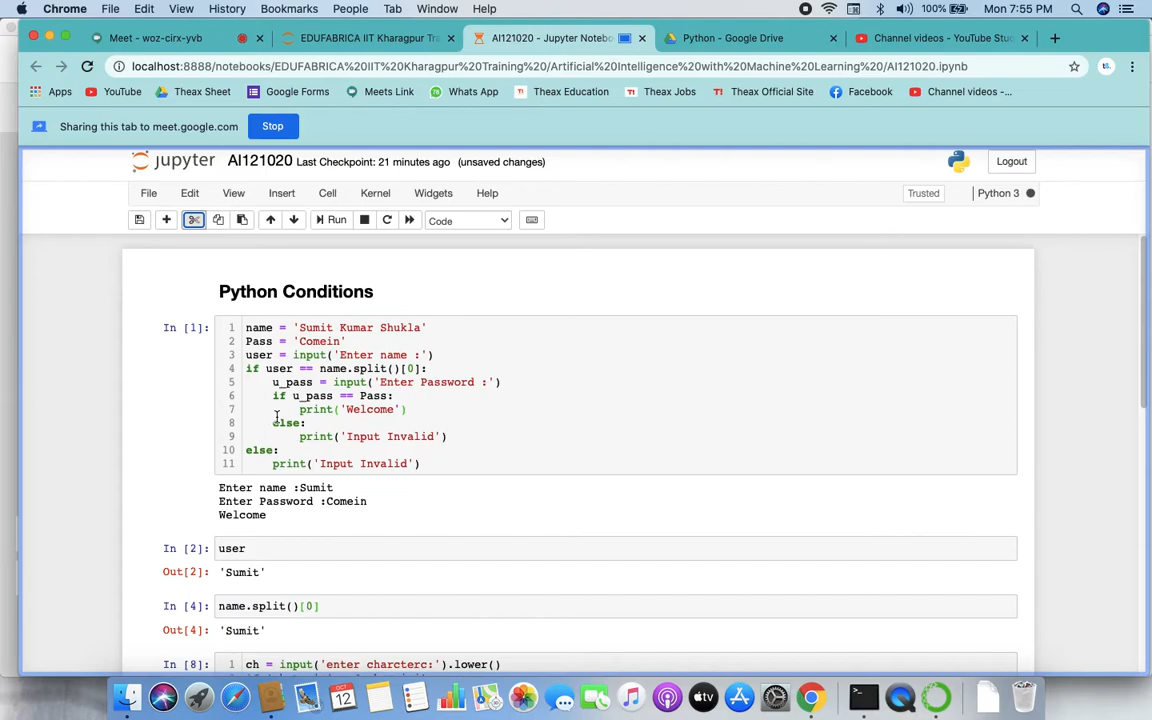 Chrome File Edit View History Bookmarks People Tab Window Help 100% Mon 7:55 PM
Meet - woz-cirx-yvb
EDUFABRICA IIT Kharagpur Tra
AI121020 - Jupyter Notebo
Python - Google Drive
Channel videos - YouTube Stud
localhost:8888/notebooks/EDUFABRICA%20IIT%20Kharagpur%20Training%20/Artificial%20Intelligence%20with%20Machine%20Learning%20/AI121020.ipynb
Apps YouTube Theax Sheet Google Forms Meets Link Whats App Theax Education Theax Jobs Theax Official Site Facebook Channel videos -...
Sharing this tab to meet.google.com Stop
jupyter AI121020 Last Checkpoint: 21 minutes ago (unsaved changes) Logout
File Edit View Insert Cell Kernel Widgets Help Trusted Python 3
Run Code
Python Conditions
In [1]: 1 name = 'Sumit Kumar Shukla'
2 Pass = 'Comein'
3 user = input('Enter name :')
4 if user == name.split()[0]:
5 u_pass = input('Enter Password :')
6 if u_pass == Pass:
7 print('Welcome')
8 else:
9 print('Input Invalid')
10 else:
11 print('Input Invalid')
Enter name :Sumit
Enter Password :Comein
Welcome
In [2]: user
Out[2]: 'Sumit'
In [4]: name.split()[0]
Out[4]: 'Sumit'
In [8]: 1 ch = input('enter charcterc:').lower()
OCT
12
tv